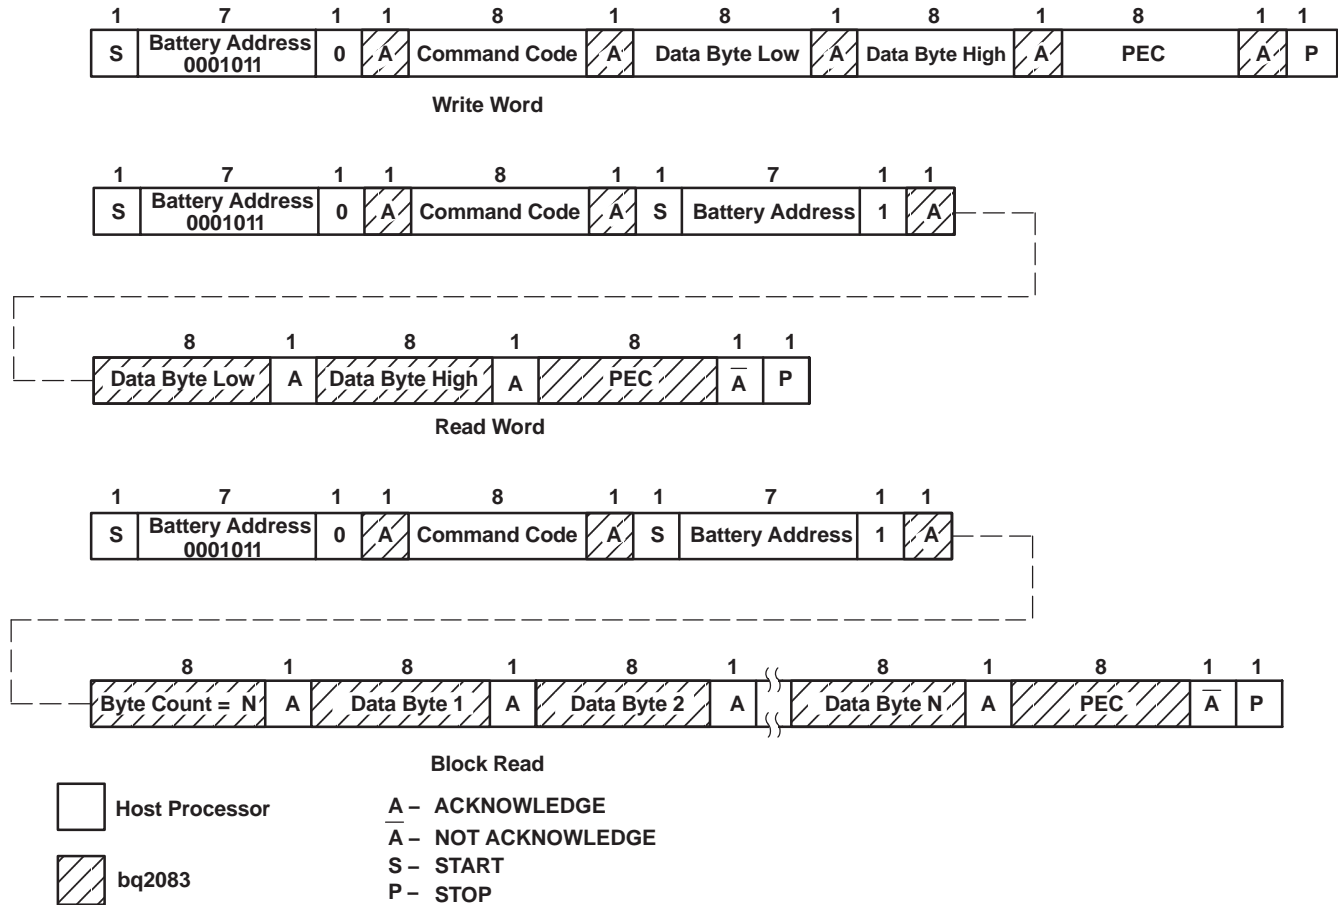 1 7 1 1 8 1 8 1 8 1 8 1 1
S Battery Address 0001011 0 A Command Code A Data Byte Low A Data Byte High A PEC A P
Write Word
1 7 1 1 8 1 1 7 1 1
S Battery Address 0001011 0 A Command Code A S Battery Address 1 A
8 1 8 1 8 1 1
Data Byte Low A Data Byte High A PEC A̅ P
Read Word
1 7 1 1 8 1 1 7 1 1
S Battery Address 0001011 0 A Command Code A S Battery Address 1 A
8 1 8 1 8 1 8 1 8 1 1
Byte Count = N A Data Byte 1 A Data Byte 2 A Data Byte N A PEC A̅ P
Block Read
Host Processor
bq2083
A – ACKNOWLEDGE
A̅ – NOT ACKNOWLEDGE
S – START
P – STOP